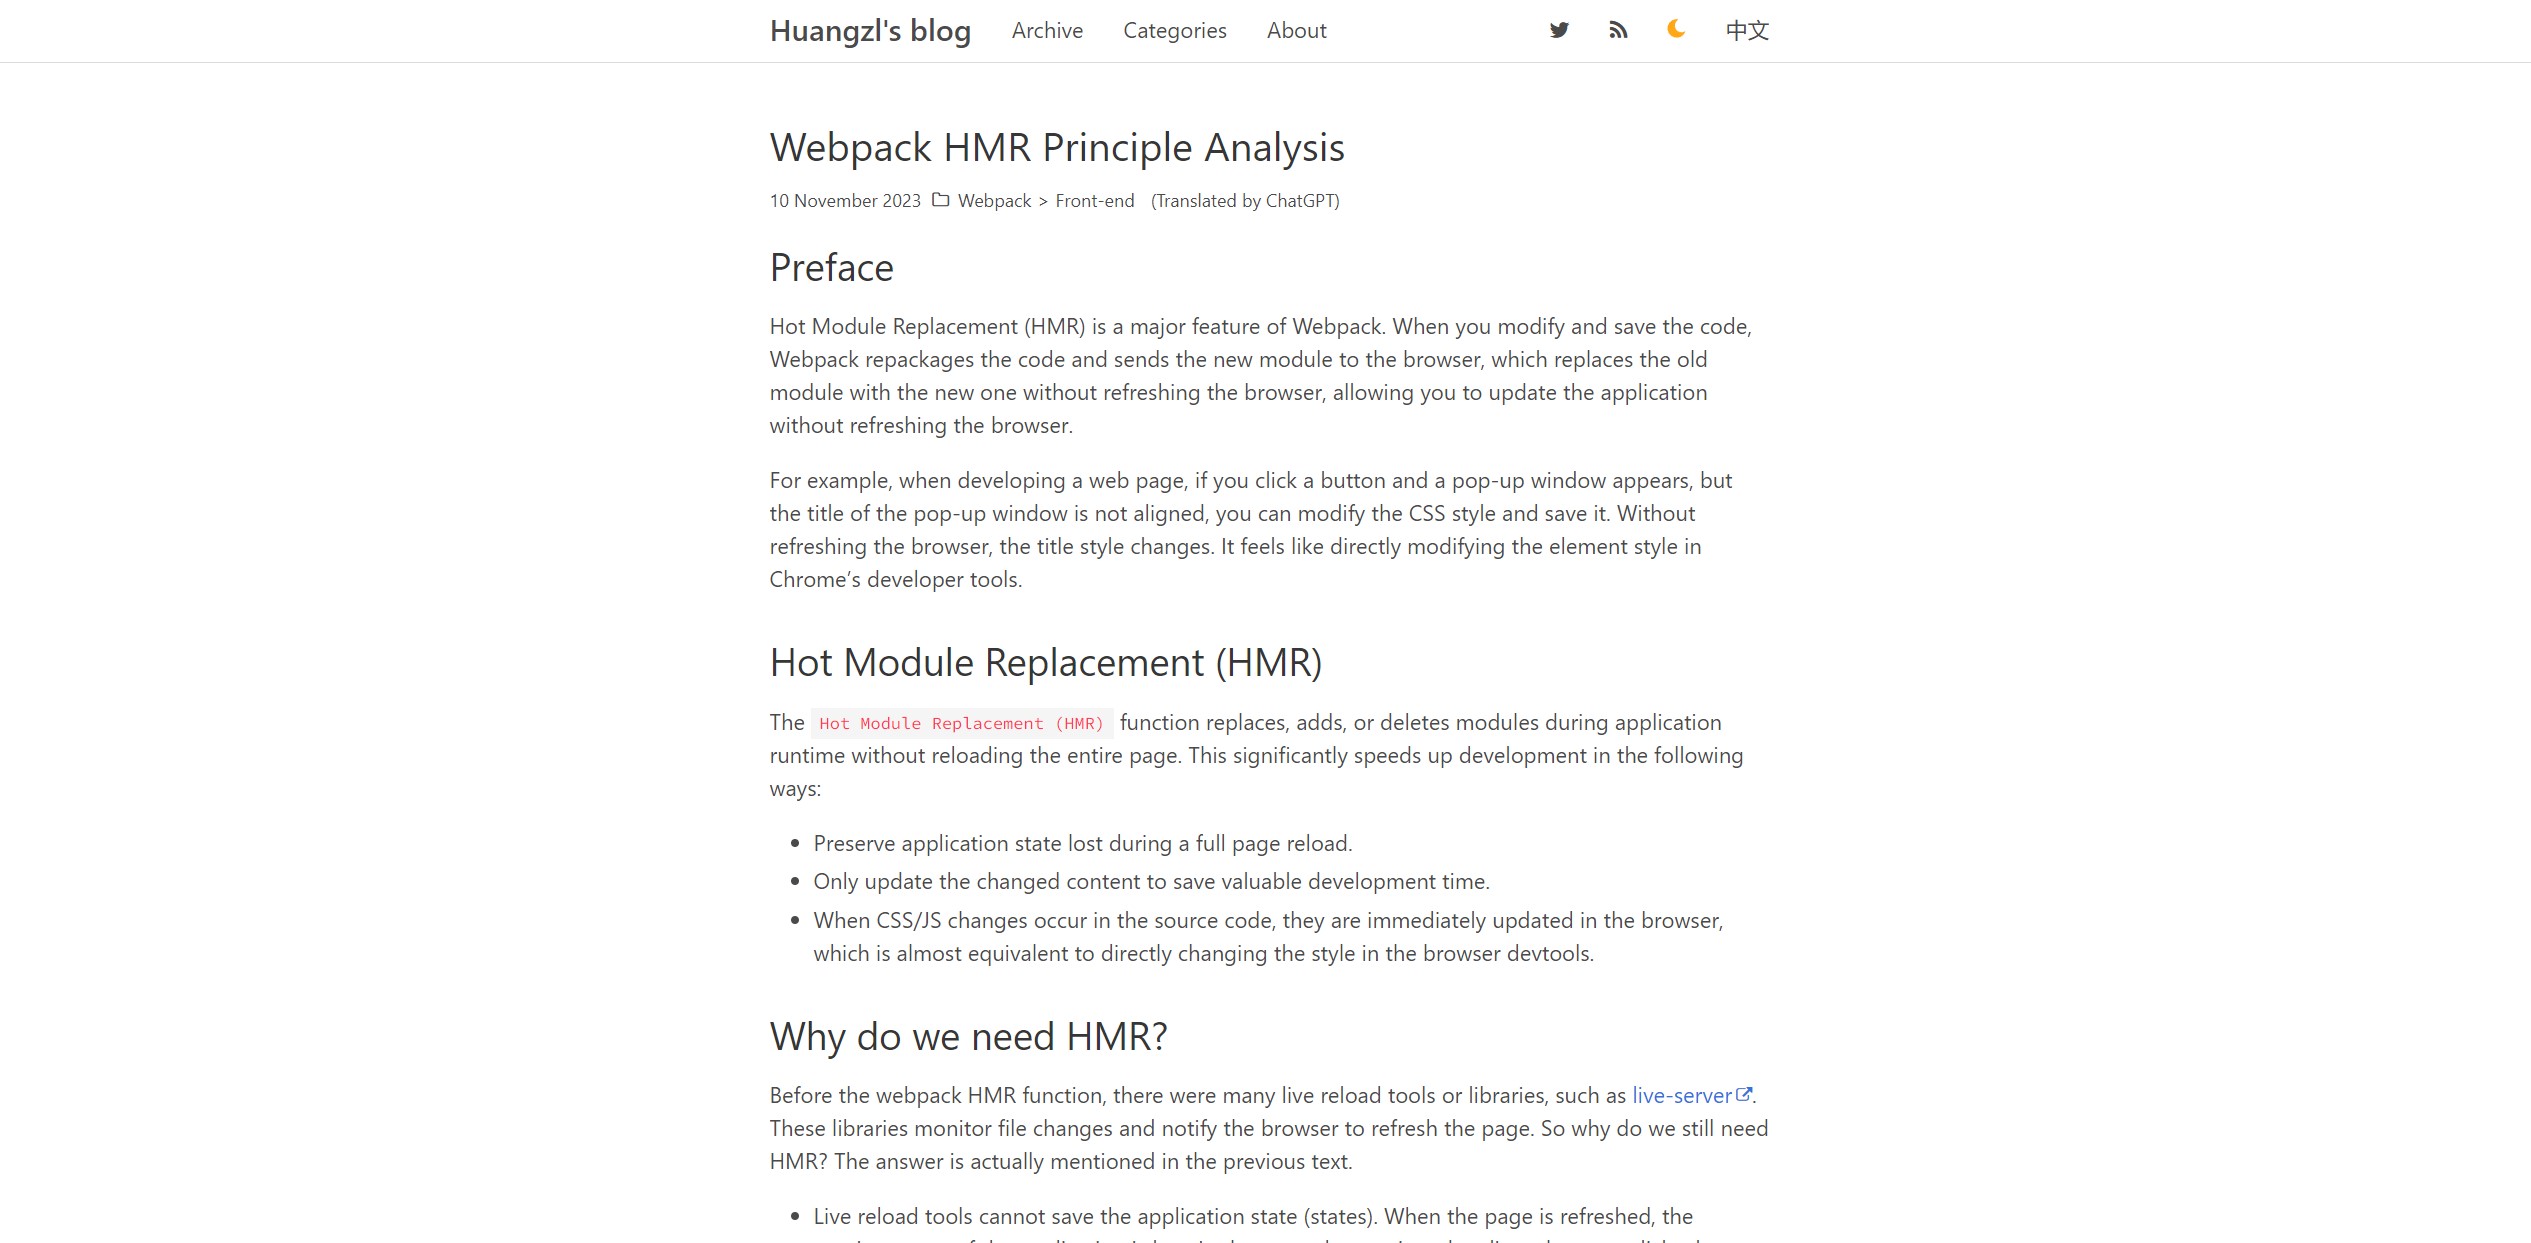 Huangzl's blog Archive Categories About 中文
Webpack HMR Principle Analysis
10 November 2023 Webpack > Front-end (Translated by ChatGPT)
Preface
Hot Module Replacement (HMR) is a major feature of Webpack. When you modify and save the code,
Webpack repackages the code and sends the new module to the browser, which replaces the old
module with the new one without refreshing the browser, allowing you to update the application
without refreshing the browser.
For example, when developing a web page, if you click a button and a pop-up window appears, but
the title of the pop-up window is not aligned, you can modify the CSS style and save it. Without
refreshing the browser, the title style changes. It feels like directly modifying the element style in
Chrome’s developer tools.
Hot Module Replacement (HMR)
The Hot Module Replacement (HMR) function replaces, adds, or deletes modules during application
runtime without reloading the entire page. This significantly speeds up development in the following
ways:
• Preserve application state lost during a full page reload.
• Only update the changed content to save valuable development time.
• When CSS/JS changes occur in the source code, they are immediately updated in the browser,
which is almost equivalent to directly changing the style in the browser devtools.
Why do we need HMR?
Before the webpack HMR function, there were many live reload tools or libraries, such as live-server.
These libraries monitor file changes and notify the browser to refresh the page. So why do we still need
HMR? The answer is actually mentioned in the previous text.
• Live reload tools cannot save the application state (states). When the page is refreshed, the